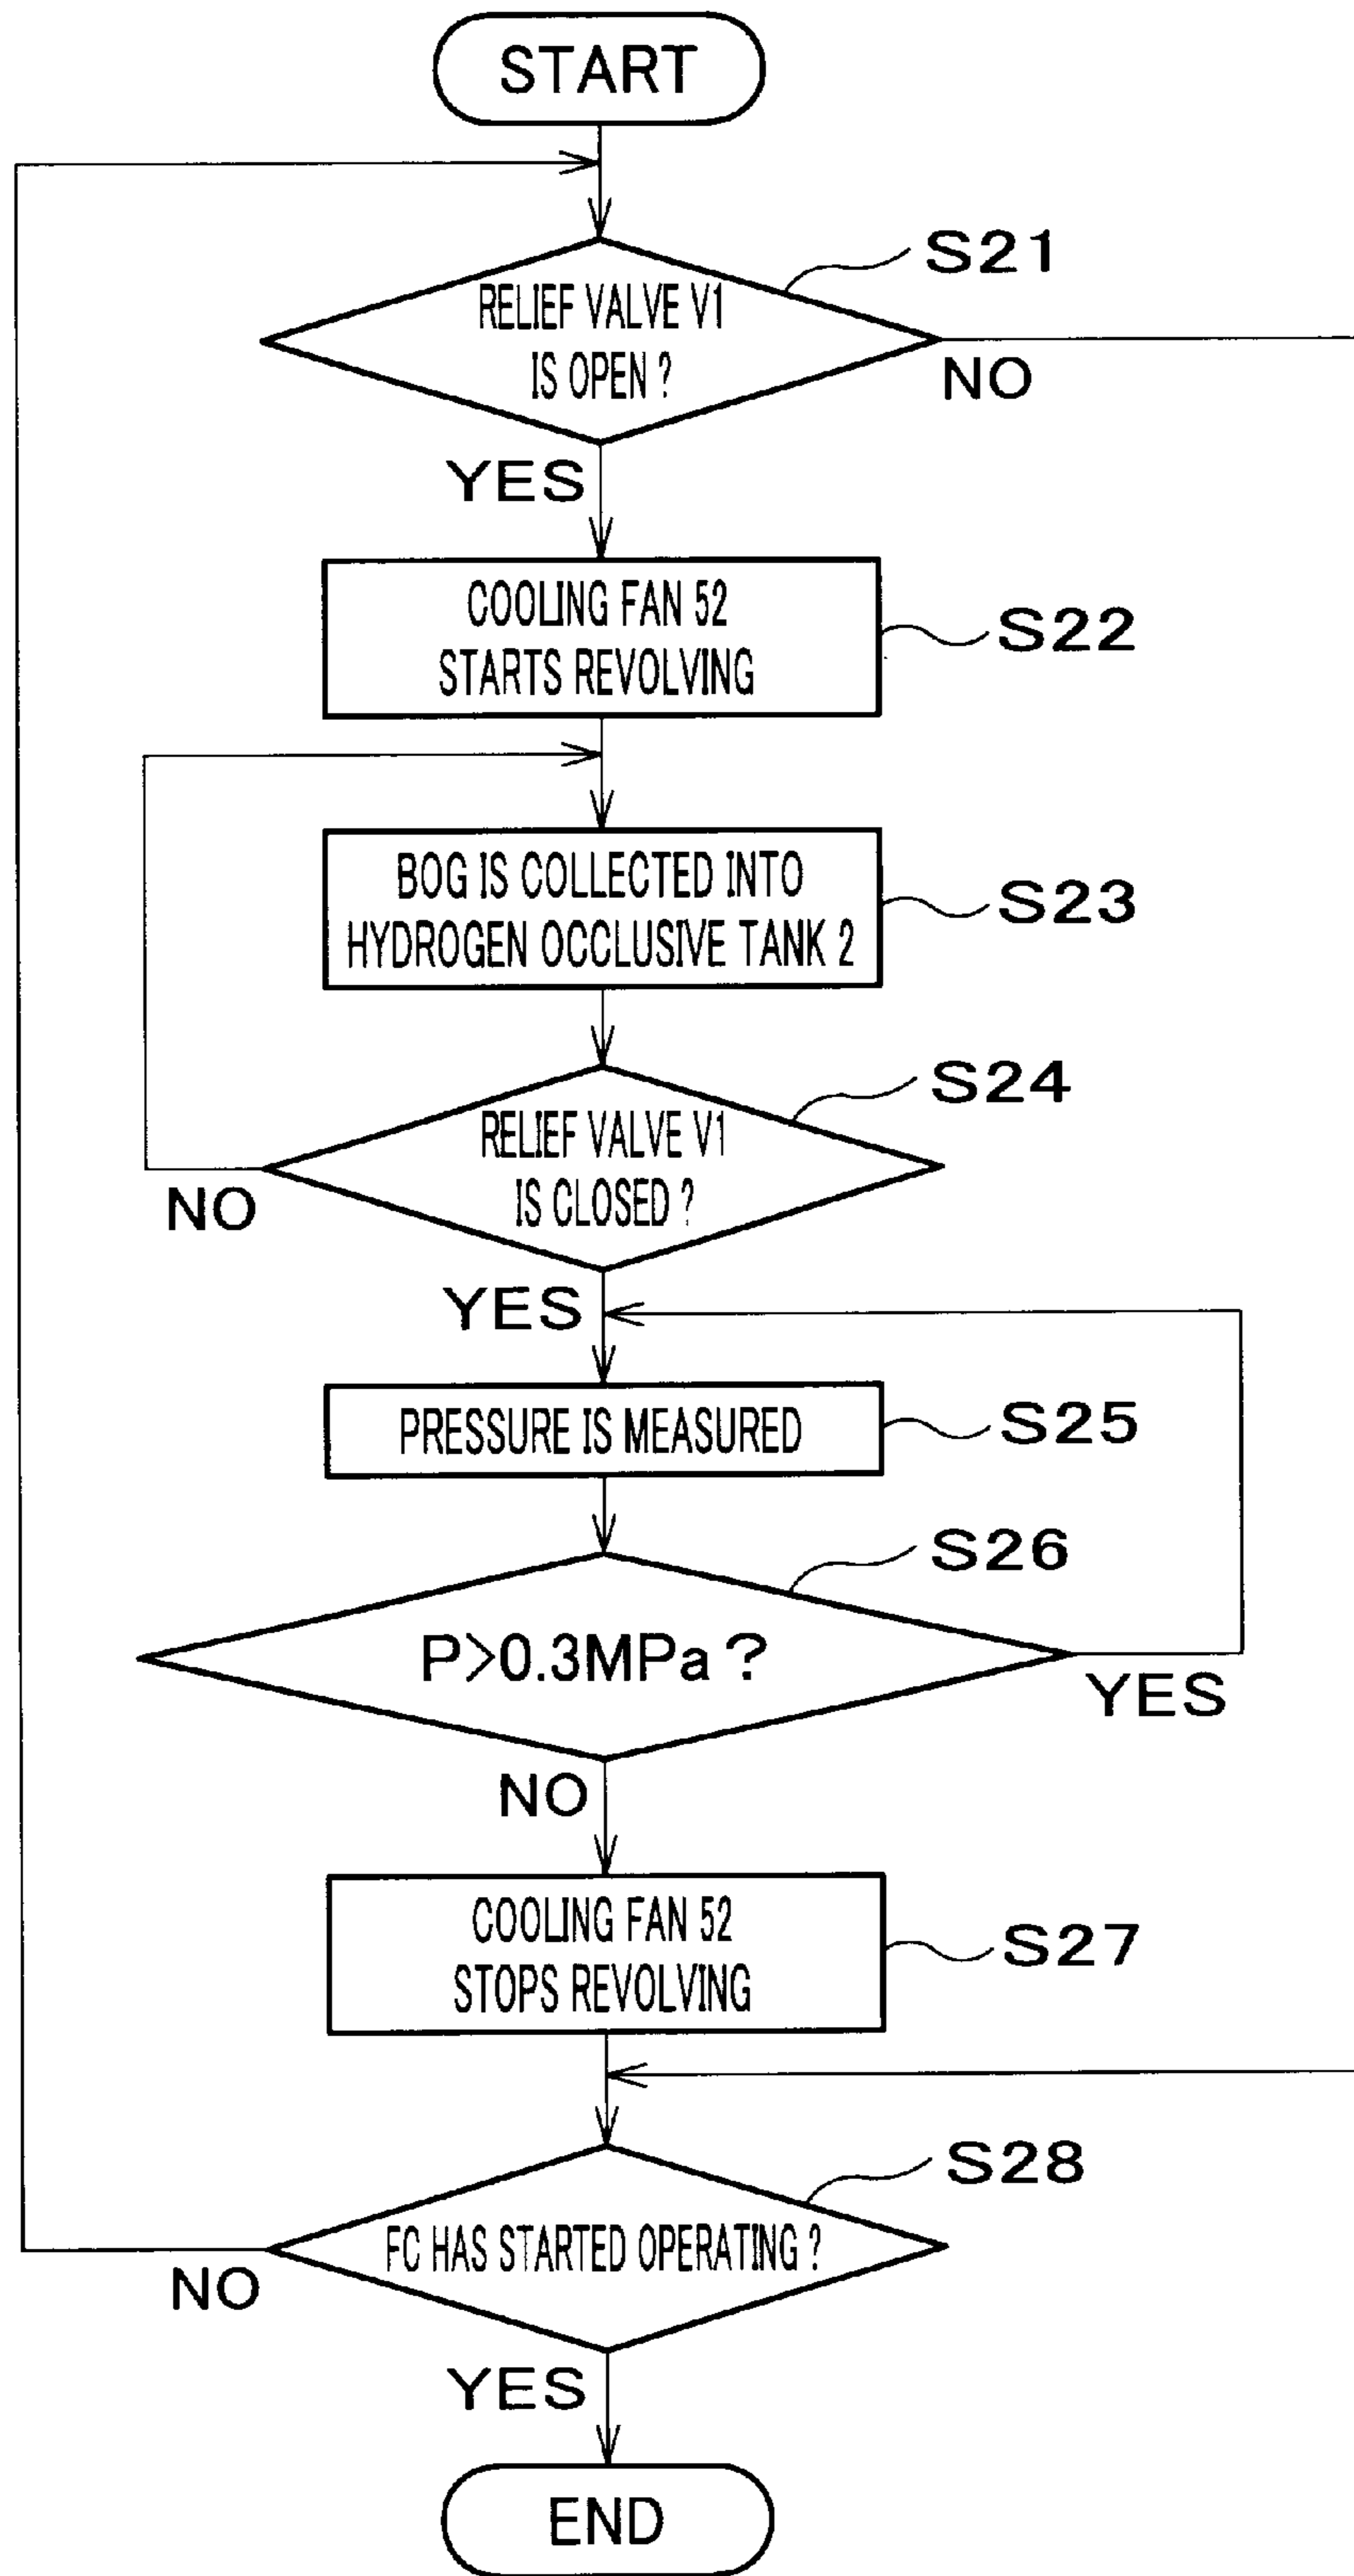 START
S21
RELIEF VALVE V1
IS OPEN ?
NO
YES
COOLING FAN 52
STARTS REVOLVING
S22
BOG IS COLLECTED INTO
HYDROGEN OCCLUSIVE TANK 2
S23
S24
RELIEF VALVE V1
IS CLOSED ?
NO
YES
PRESSURE IS MEASURED
S25
S26
P>0.3MPa ?
YES
NO
COOLING FAN 52
STOPS REVOLVING
S27
S28
FC HAS STARTED OPERATING ?
NO
YES
END